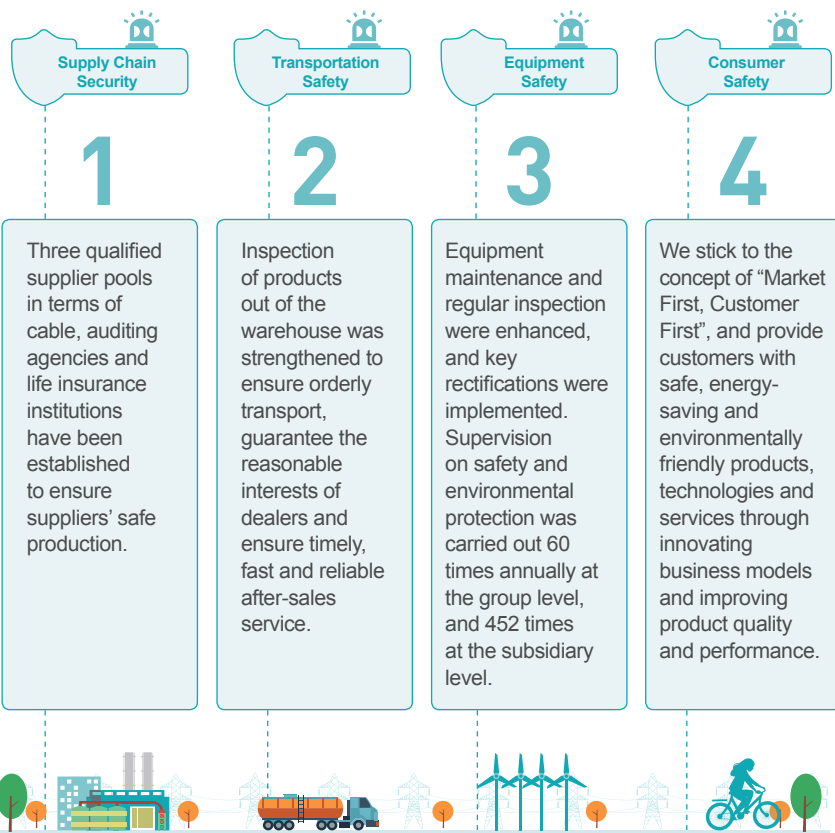 Supply Chain
Security
1
Three qualified
supplier pools
in terms of
cable, auditing
agencies and
life insurance
institutions
have been
established
to ensure
suppliers’ safe
production.
Transportation
Safety
2
Inspection
of products
out of the
warehouse was
strengthened to
ensure orderly
transport,
guarantee the
reasonable
interests of
dealers and
ensure timely,
fast and reliable
after-sales
service.
Equipment
Safety
3
Equipment
maintenance and
regular inspection
were enhanced,
and key
rectifications were
implemented.
Supervision
on safety and
environmental
protection was
carried out 60
times annually at
the group level,
and 452 times
at the subsidiary
level.
Consumer
Safety
4
We stick to the
concept of “Market
First, Customer
First”, and provide
customers with
safe, energy-
saving and
environmentally
friendly products,
technologies and
services through
innovating
business models
and improving
product quality
and performance.